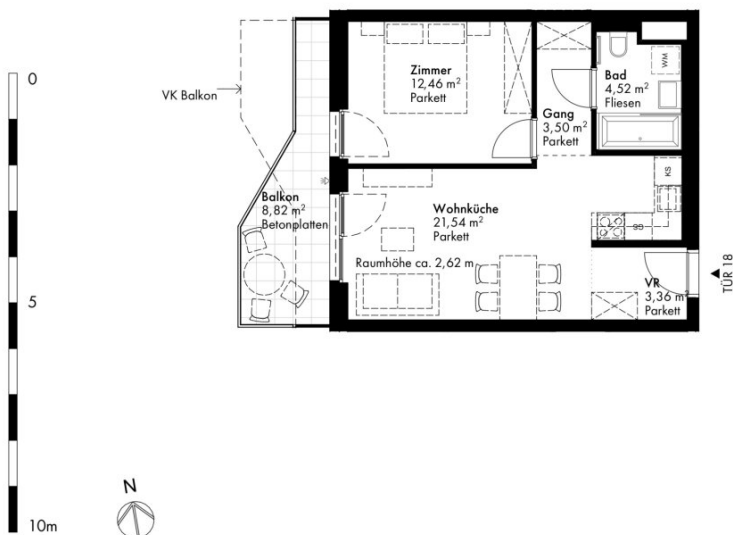 0
5
10m
N
VK Balkon
Balkon
8,82 m²
Betonplatten
Zimmer
12,46 m²
Parkett
Gang
3,50 m²
Parkett
Bad
4,52 m²
Fliesen
WM
KS
GS
Wohnküche
21,54 m²
Parkett
Raumhöhe ca. 2,62 m
VR
3,36 m²
Parkett
TÜR 18